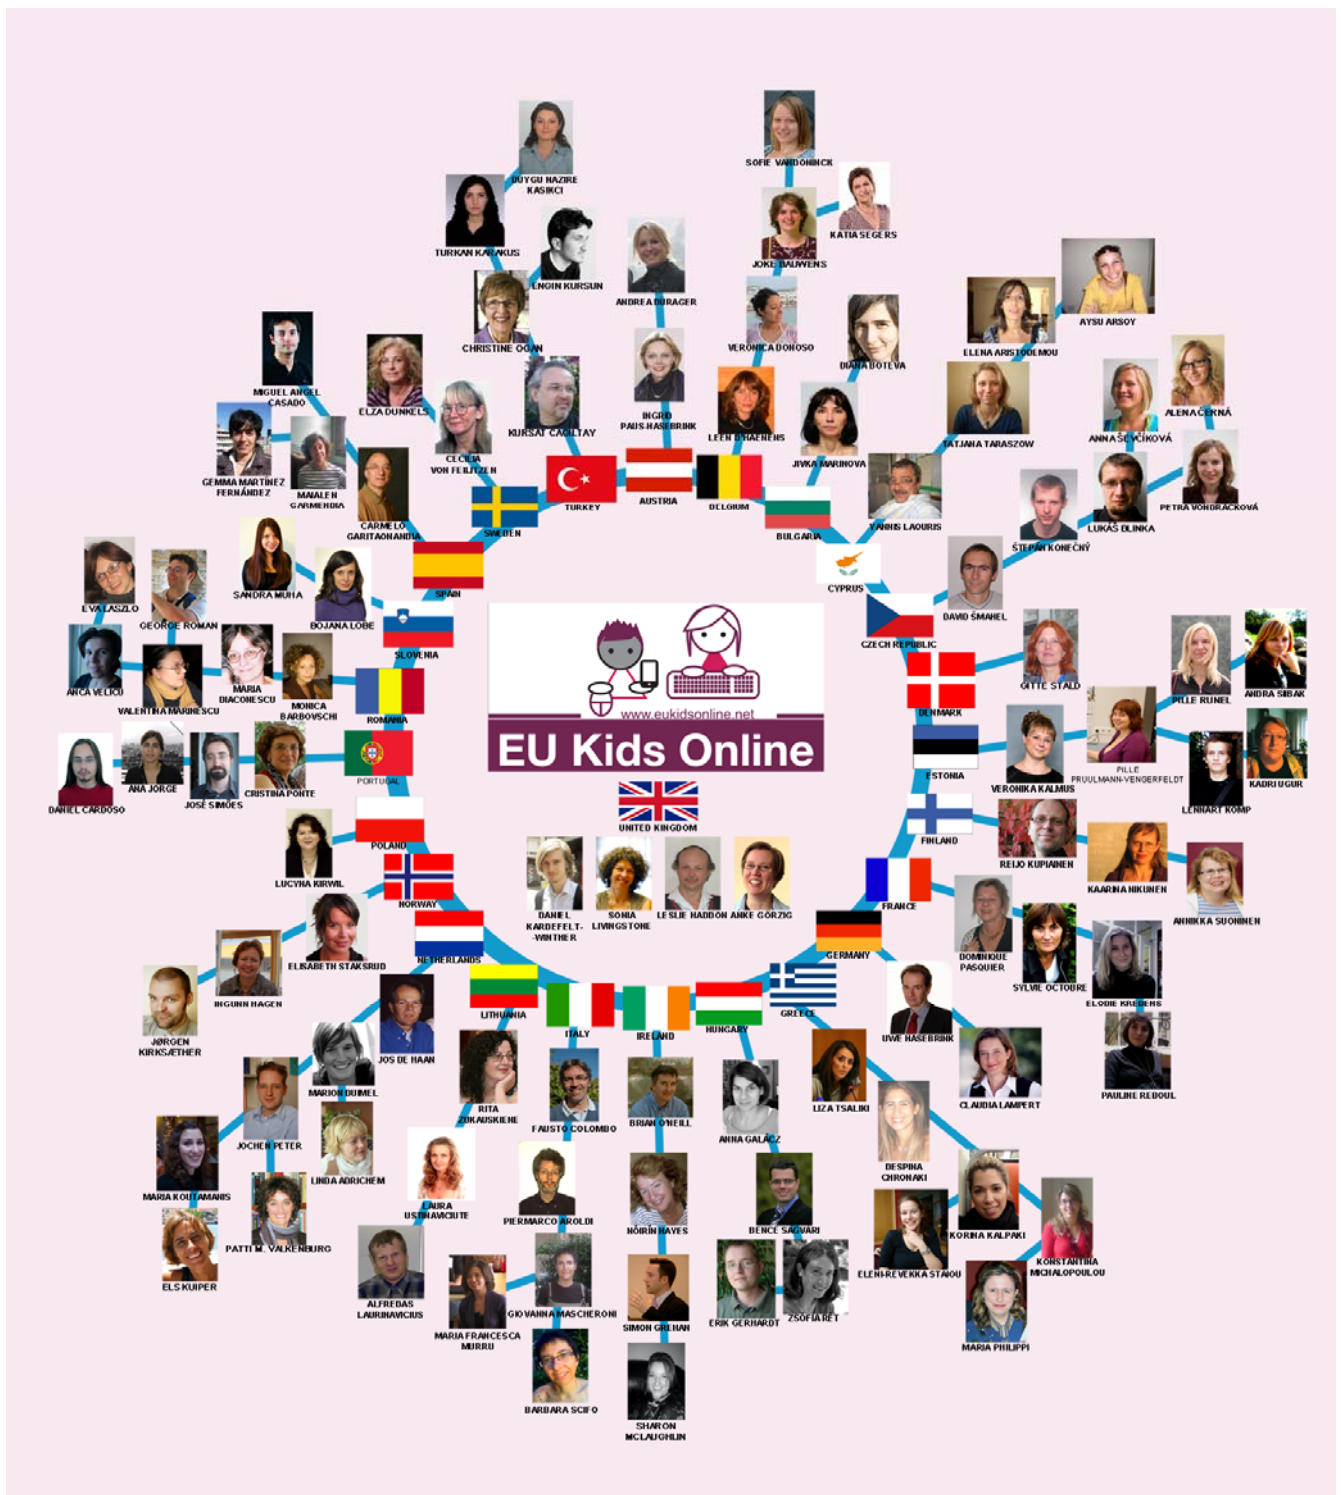 DUYGU NAZIRE
KASIKCI
TURKAN KARAKUS
ENGIN KURSUN
CHRISTINE OGAN
KURSAT CAGILTAY
TURKEY
ANDREA DURAGER
INGRID
PAUS-HASEBRINK
AUSTRIA
SOFIE VANDONINCK
KATIA SEGERS
JOKE BAUWENS
VERONICA DONOSO
LEEN D'HAENENS
BELGIUM
DIANA BOTEVA
JIVKA MARINOVA
BULGARIA
AYSU ARSOY
ELENA ARISTODEMOU
TATJANA TARASZOW
YANNIS LAOURIS
CYPRUS
ALENA ČERNÁ
ANNA ŠEVČÍKOVÁ
PETRA VONDRÁČKOVÁ
LUKÁŠ BLINKA
ŠTEPÁN KONEČNÝ
DAVID ŠMAHEL
CZECH REPUBLIC
GITTE STALD
DENMARK
ANDRA SIIBAK
PILLE RUNEL
PILLE
PRUULMANN-VENGERFELDT
KADRI UGUR
LENNART KOMP
VERONIKA KALMUS
ESTONIA
FINLAND
REIJO KUPIAINEN
KAARINA NIKUNEN
ANNIKKA SUONINEN
FRANCE
DOMINIQUE
PASQUIER
SYLVIE OCTOBRE
ELODIE KREDENS
PAULINE REBOUL
GERMANY
UWE HASEBRINK
CLAUDIA LAMPERT
GREECE
LIZA TSALIKI
DESPINA
CHRONAKI
KORINA KALPAKI
ELENI-REVEKKA STAIOU
KONSTANTINA
MICHALOPOULOU
MARIA PHILIPPI
HUNGARY
ANNA GALÁCZ
BENCE SÁGVÁRI
ERIK GERHARDT
ZSÓFIA RÉT
IRELAND
BRIAN O'NEILL
NÓIRÍN HAYES
SIMON GREHAN
SHARON
MCLAUGHLIN
ITALY
FAUSTO COLOMBO
PIERMARCO AROLDI
GIOVANNA MASCHERONI
MARIA FRANCESCA
MURRU
BARBARA SCIFO
LITHUANIA
RITA
ZUKAUSKIENE
LAURA
USTINAVICIUTE
ALFREDAS
LAURINAVICIUS
NETHERLANDS
JOS DE HAAN
MARION DUIMEL
LINDA ADRICHEM
JOCHEN PETER
PATTI M. VALKENBURG
MARIA KOUTAMANIS
ELS KUIPER
NORWAY
ELISABETH STAKSRUD
INGUNN HAGEN
JØRGEN
KIRKSÆTHER
POLAND
LUCYNA KIRWIL
PORTUGAL
CRISTINA PONTE
JOSÉ SIMÕES
ANA JORGE
DANIEL CARDOSO
ROMANIA
MONICA
BARBOVSCHI
MARIA
DIACONESCU
VALENTINA MARINESCU
GEORGE ROMAN
ANCA VELICU
EVA LASZLO
SLOVENIA
BOJANA LOBE
SANDRA MUHA
SPAIN
CARMELO
GARITAONANDIA
MAIALEN
GARMENDIA
GEMMA MARTÍNEZ
FERNÁNDEZ
MIGUEL ANGEL
CASADO
SWEDEN
CECILIA
VON FEILITZEN
ELZA DUNKELS
www.eukidsonline.net
EU Kids Online
UNITED KINGDOM
DANIEL
KARDEFELT-
-WINTHER
SONIA
LIVINGSTONE
LESLIE HADDON
ANKE GÖRZIG